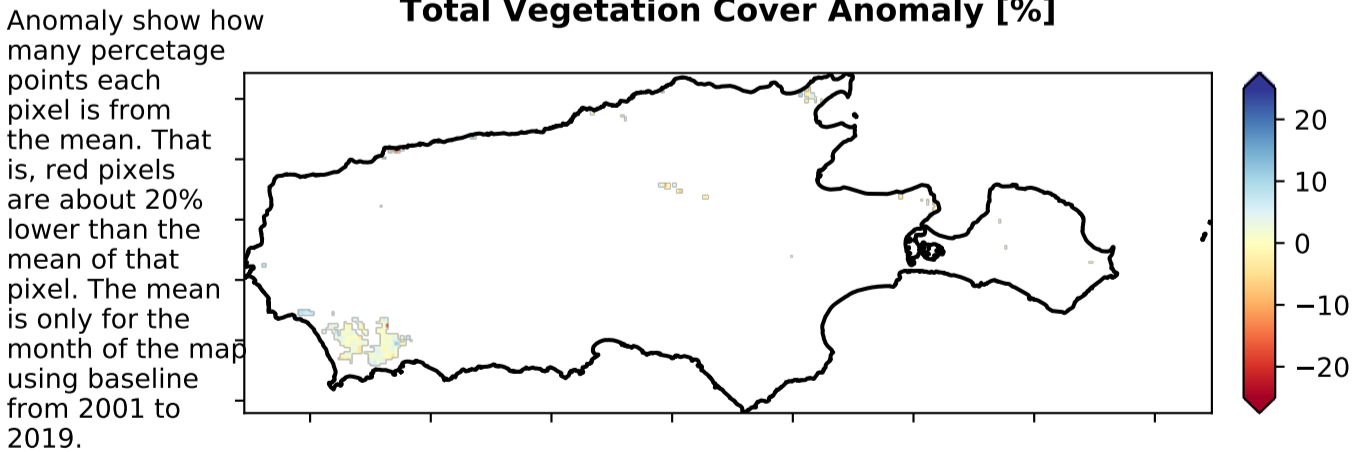 Total Vegetation Cover Anomaly [%]
Anomaly show how
many percetage
points each
pixel is from
the mean. That
is, red pixels
are about 20%
lower than the
mean of that
pixel. The mean
is only for the
month of the map
using baseline
from 2001 to
2019.
20
10
0
−10
−20